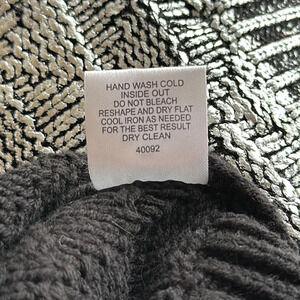 HAND WASH COLD
INSIDE OUT
DO NOT BLEACH
RESHAPE AND DRY FLAT
COOL IRON AS NEEDED
FOR THE BEST RESULT
DRY CLEAN
40092